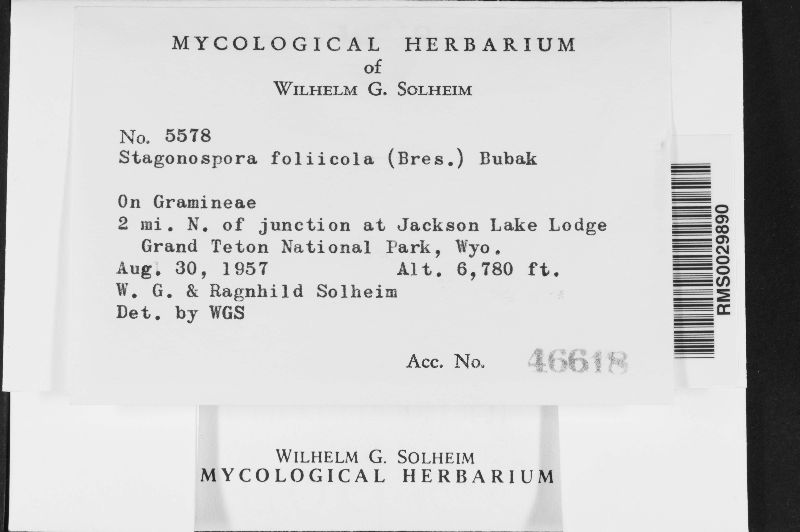 MYCOLOGICAL HERBARIUM
of
WILHELM G. SOLHEIM
No. 5578
Stagonospora foliicola (Bres.) Bubak
On Gramineae
2 mi. N. of junction at Jackson Lake Lodge
Grand Teton National Park, Wyo.
Aug. 30, 1957 Alt. 6,780 ft.
W. G. & Ragnhild Solheim
Det. by WGS
Acc. No. 46618
RMS0029890
WILHELM G. SOLHEIM
MYCOLOGICAL HERBARIUM